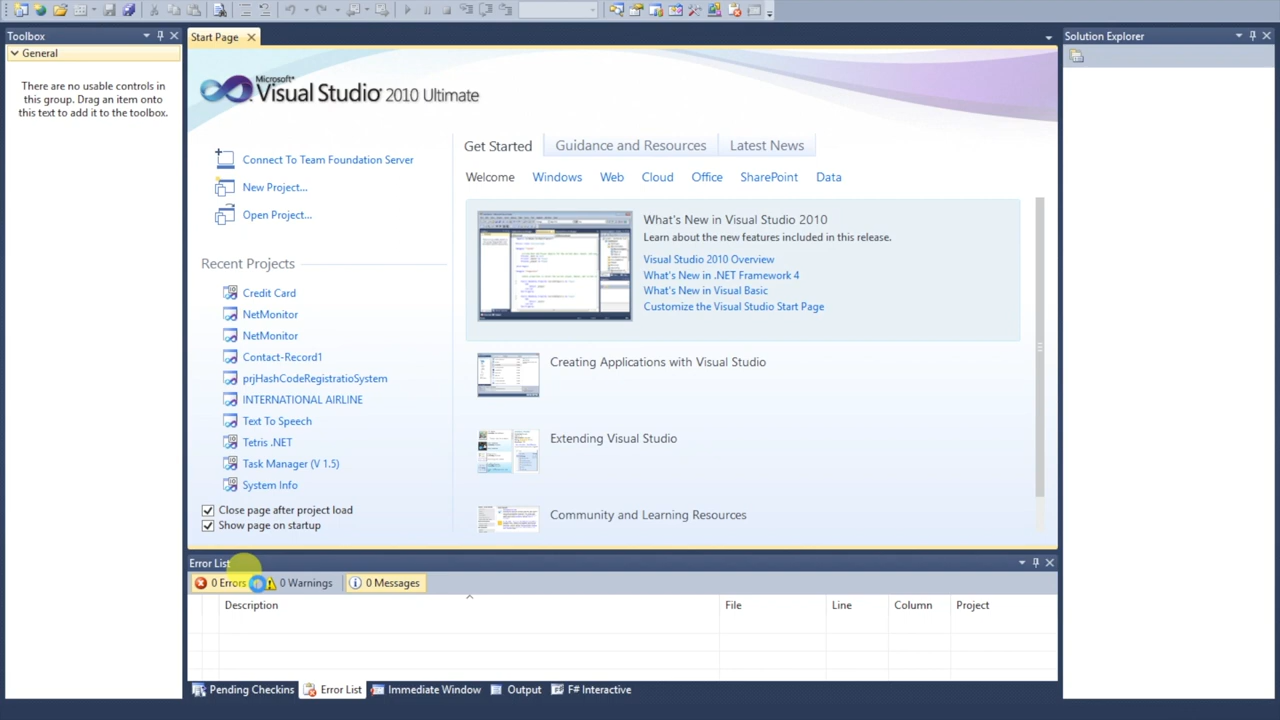 Toolbox
General
There are no usable controls in
this group. Drag an item onto
this text to add it to the toolbox.
Start Page
Microsoft®
Visual Studio® 2010 Ultimate
Connect To Team Foundation Server
New Project...
Open Project...
Recent Projects
Credit Card
NetMonitor
NetMonitor
Contact-Record1
prjHashCodeRegistratioSystem
INTERNATIONAL AIRLINE
Text To Speech
Tetris .NET
Task Manager (V 1.5)
System Info
Close page after project load
Show page on startup
Get Started
Guidance and Resources
Latest News
Welcome
Windows
Web
Cloud
Office
SharePoint
Data
What's New in Visual Studio 2010
Learn about the new features included in this release.
Visual Studio 2010 Overview
What's New in .NET Framework 4
What's New in Visual Basic
Customize the Visual Studio Start Page
Creating Applications with Visual Studio
Extending Visual Studio
Community and Learning Resources
Solution Explorer
Error List
0 Errors
0 Warnings
0 Messages
Description
File
Line
Column
Project
Pending Checkins
Error List
Immediate Window
Output
F# Interactive